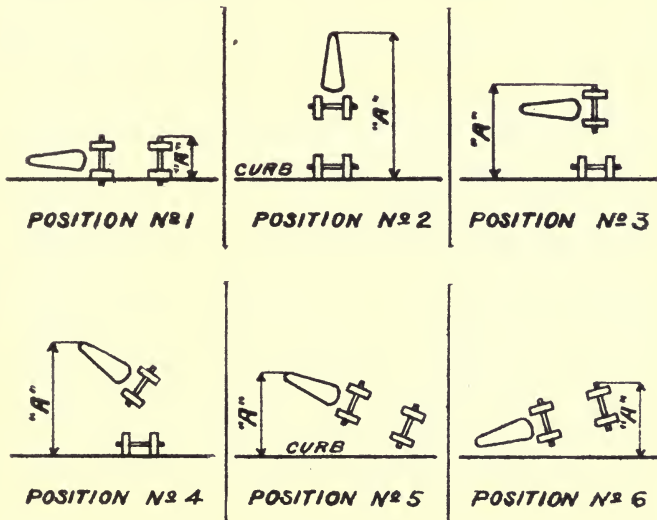 "A"
POSITION Nº 1
"A"
CURB
POSITION Nº 2
"A"
POSITION Nº 3
"A"
POSITION Nº 4
"A"
CURB
POSITION Nº 5
"A"
POSITION Nº 6